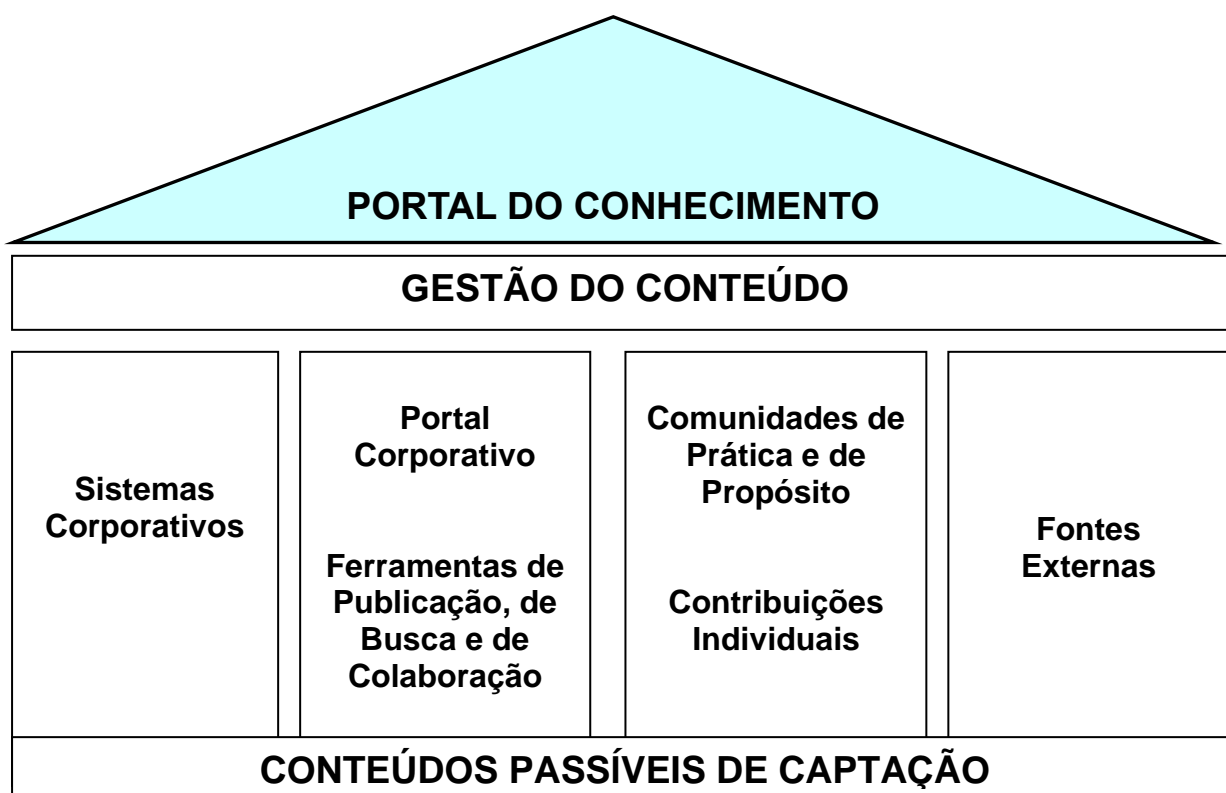 PORTAL DO CONHECIMENTO
GESTÃO DO CONTEÚDO
Sistemas
Corporativos
Portal
Corporativo
Ferramentas de
Publicação, de
Busca e de
Colaboração
Comunidades de
Prática e de
Propósito
Contribuições
Individuais
Fontes
Externas
CONTEÚDOS PASSÍVEIS DE CAPTAÇÃO